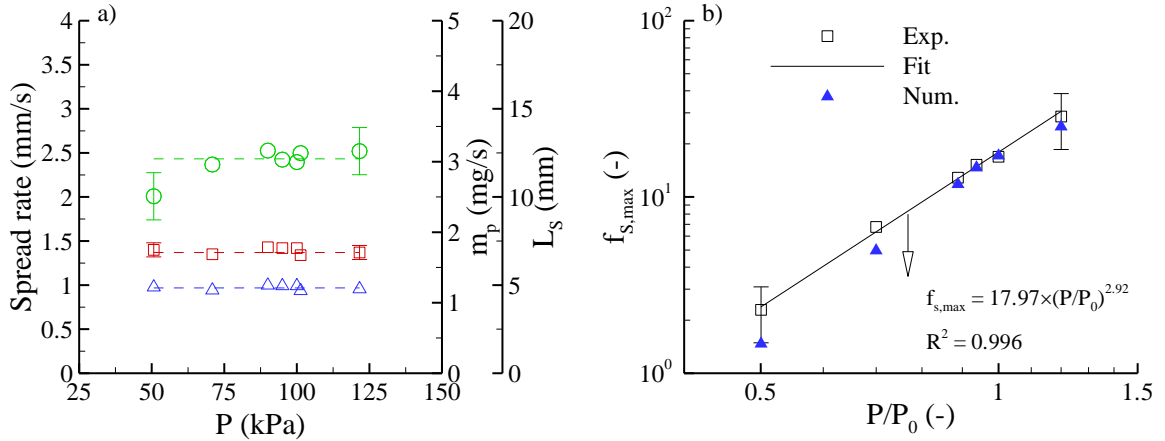 a)
4
3.5
3
2.5
2
1.5
1
0.5
0
Spread rate (mm/s)
25
50
75
100
125
P (kPa)
5
4
3
2
1
0
m_p (mg/s)
20
15
10
5
0
L_S (mm)
b)
10^2
10^1
10^0
f_{S,max} (-)
Exp.
Fit
Num.
f_{s,max} = 17.97×(P/P_0)^{2.92}
R^2 = 0.996
0.5
1
1.5
P/P_0 (-)